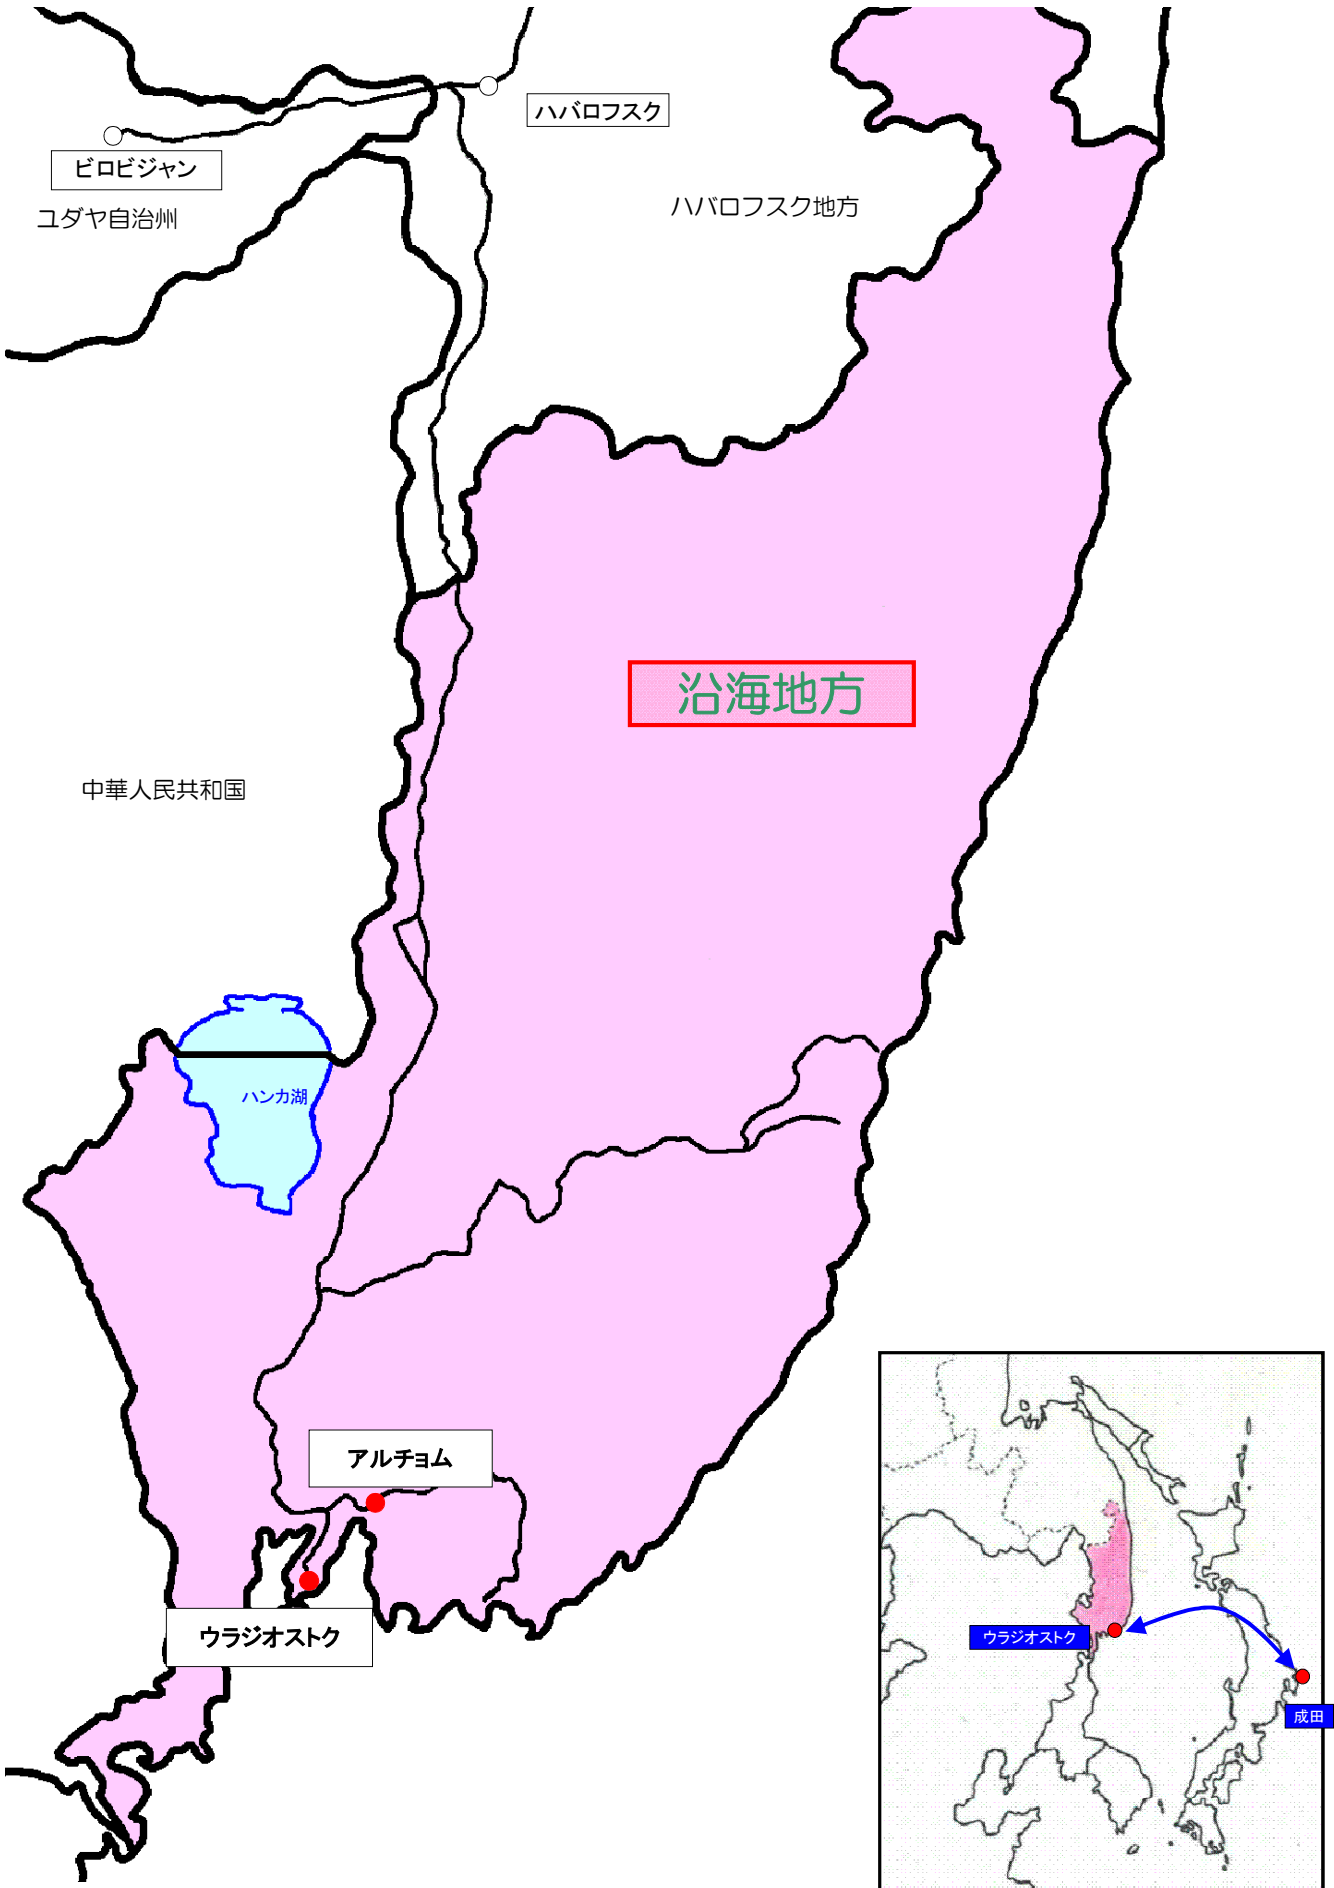 ハバロフスク
ビロビジャン
ユダヤ自治州
ハバロフスク地方
沿海地方
中華人民共和国
ハンカ湖
アルチョム
ウラジオストク
ウラジオストク
成田